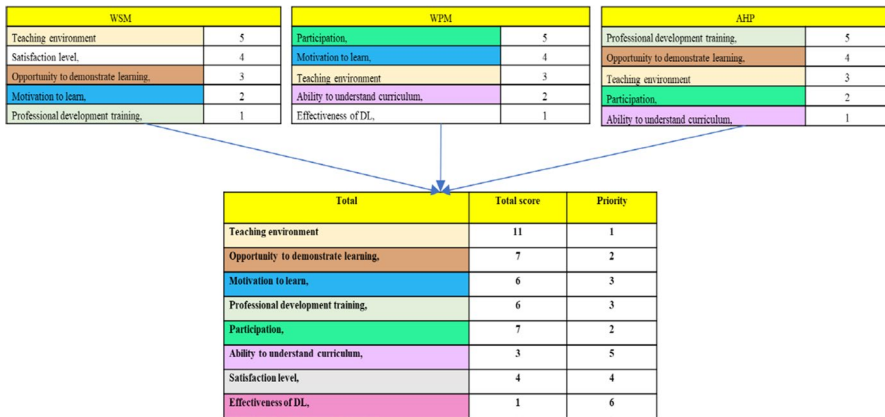 WSM
Teaching environment 5
Satisfaction level, 4
Opportunity to demonstrate learning, 3
Motivation to learn, 2
Professional development training, 1
WPM
Participation, 5
Motivation to learn, 4
Teaching environment 3
Ability to understand curriculum, 2
Effectiveness of DL, 1
AHP
Professional development training, 5
Opportunity to demonstrate learning, 4
Teaching environment 3
Participation, 2
Ability to understand curriculum, 1
Total Total score Priority
Teaching environment 11 1
Opportunity to demonstrate learning, 7 2
Motivation to learn, 6 3
Professional development training, 6 3
Participation, 7 2
Ability to understand curriculum, 3 5
Satisfaction level, 4 4
Effectiveness of DL, 1 6